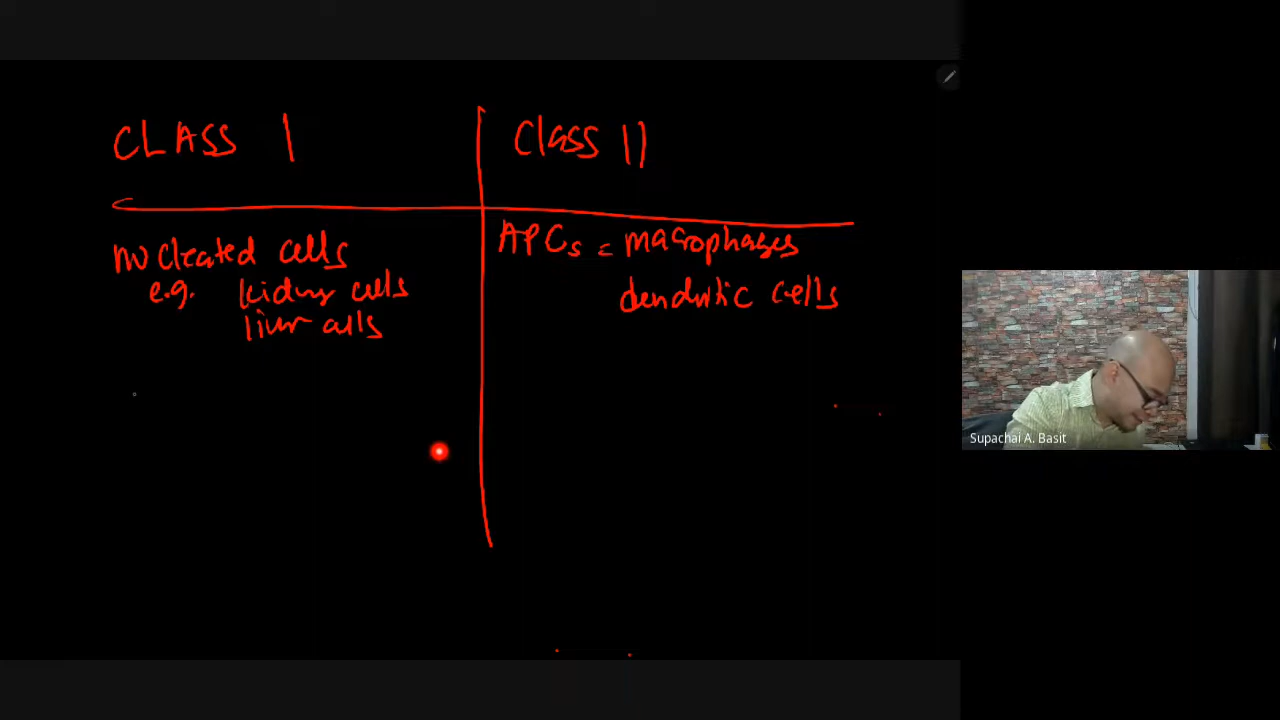 CLASS I
Class II
nucleated cells
e.g. kidney cells
liver cells
APCs = macrophages
dendritic cells
Supachai A. Basit